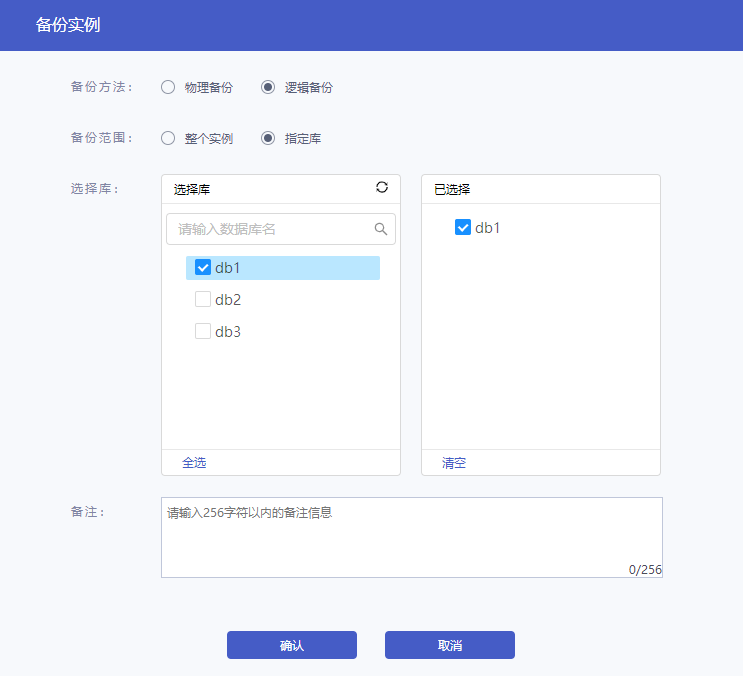 备份实例
备份方法: 物理备份 逻辑备份
备份范围: 整个实例 指定库
选择库: 选择库 已选择
请输入数据库名
db1 db1
db2
db3
全选 清空
备注: 请输入256字符以内的备注信息
0/256
确认 取消